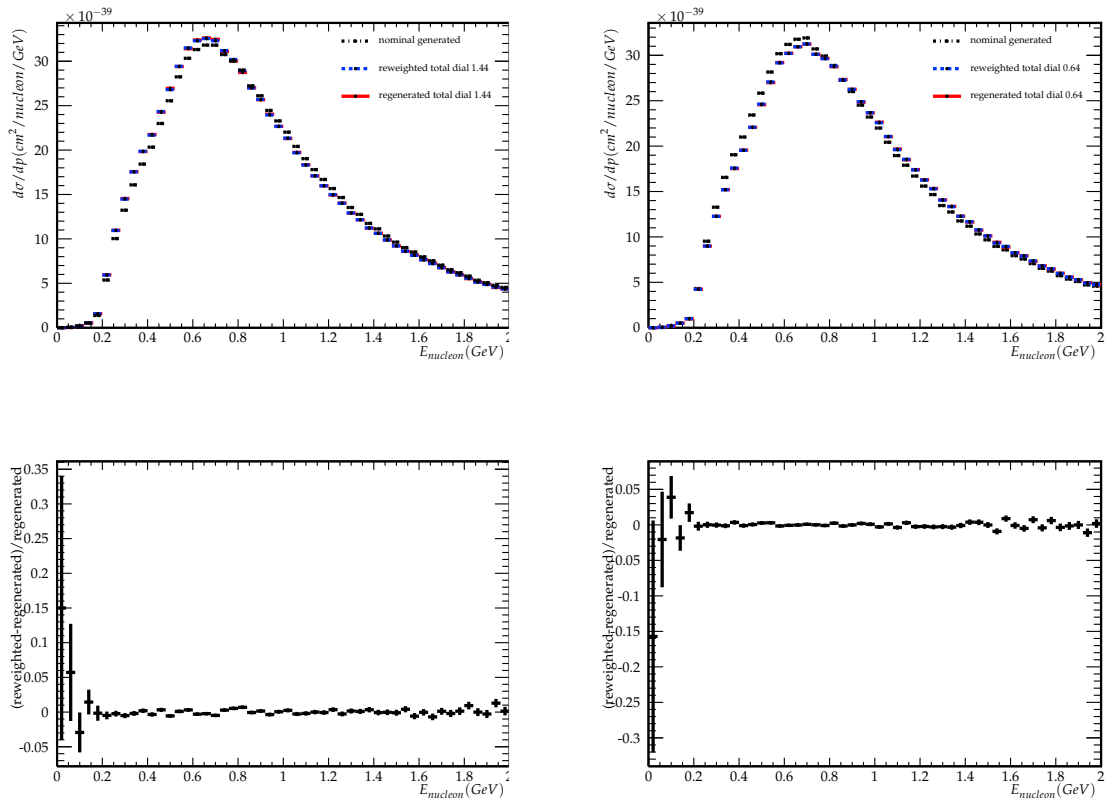 × 10−39
nominal generated
reweighted total dial 1.44
regenerated total dial 1.44
dσ/dp(cm²/nucleon/GeV)
30
25
20
15
10
5
0
0 0.2 0.4 0.6 0.8 1 1.2 1.4 1.6 1.8 2
E_nucleon(GeV)
× 10−39
nominal generated
reweighted total dial 0.64
regenerated total dial 0.64
dσ/dp(cm²/nucleon/GeV)
30
25
20
15
10
5
0
0 0.2 0.4 0.6 0.8 1 1.2 1.4 1.6 1.8 2
E_nucleon(GeV)
(reweighted-regenerated)/regenerated
0.35
0.3
0.25
0.2
0.15
0.1
0.05
0
-0.05
0 0.2 0.4 0.6 0.8 1 1.2 1.4 1.6 1.8 2
E_nucleon(GeV)
(reweighted-regenerated)/regenerated
0.05
0
-0.05
-0.1
-0.15
-0.2
-0.25
-0.3
0 0.2 0.4 0.6 0.8 1 1.2 1.4 1.6 1.8 2
E_nucleon(GeV)